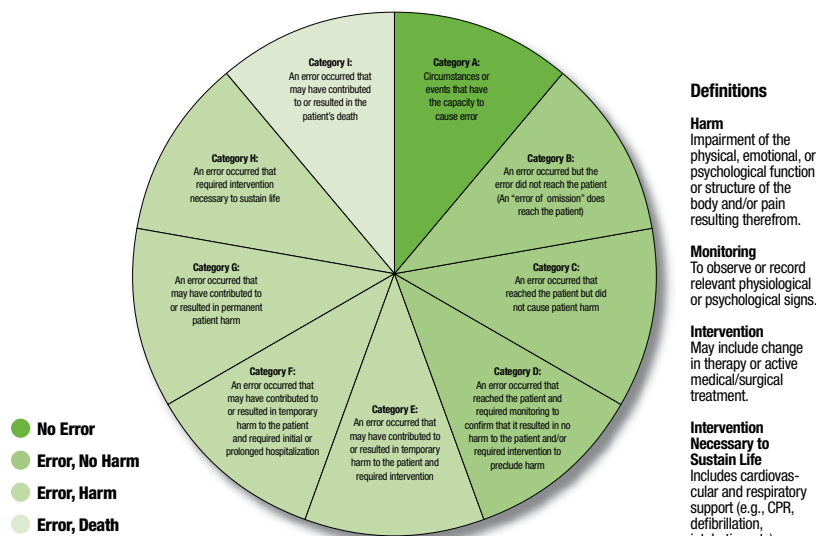 Category I:
An error occurred that
may have contributed
to or resulted in the
patient's death
Category A:
Circumstances or
events that have
the capacity to
cause error
Category B:
An error occurred but the
error did not reach the patient
(An "error of omission" does
reach the patient)
Category C:
An error occurred that
reached the patient but did
not cause patient harm
Category D:
An error occurred that
reached the patient and
required monitoring to
confirm that it resulted in no
harm to the patient and/or
required intervention to
preclude harm
Category E:
An error occurred that
may have contributed to
or resulted in temporary
harm to the patient and
required intervention
Category F:
An error occurred that
may have contributed to
or resulted in temporary
harm to the patient
and required initial or
prolonged hospitalization
Category G:
An error occurred that
may have contributed to
or resulted in permanent
patient harm
Category H:
An error occurred that
required intervention
necessary to sustain life
No Error
Error, No Harm
Error, Harm
Error, Death
Definitions
Harm
Impairment of the
physical, emotional, or
psychological function
or structure of the
body and/or pain
resulting therefrom.
Monitoring
To observe or record
relevant physiological
or psychological signs.
Intervention
May include change
in therapy or active
medical/surgical
treatment.
Intervention
Necessary to
Sustain Life
Includes cardiovas-
cular and respiratory
support (e.g., CPR,
defibrillation,